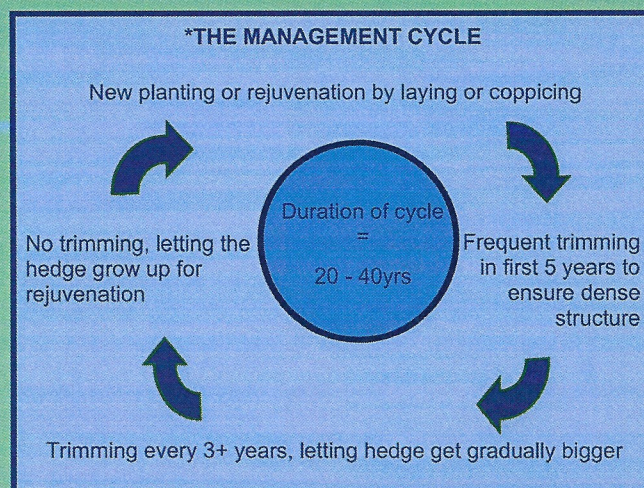 *THE MANAGEMENT CYCLE
New planting or rejuvenation by laying or coppicing
Duration of cycle
=
20 - 40yrs
No trimming, letting the
hedge grow up for
rejuvenation
Frequent trimming
in first 5 years to
ensure dense
structure
Trimming every 3+ years, letting hedge get gradually bigger